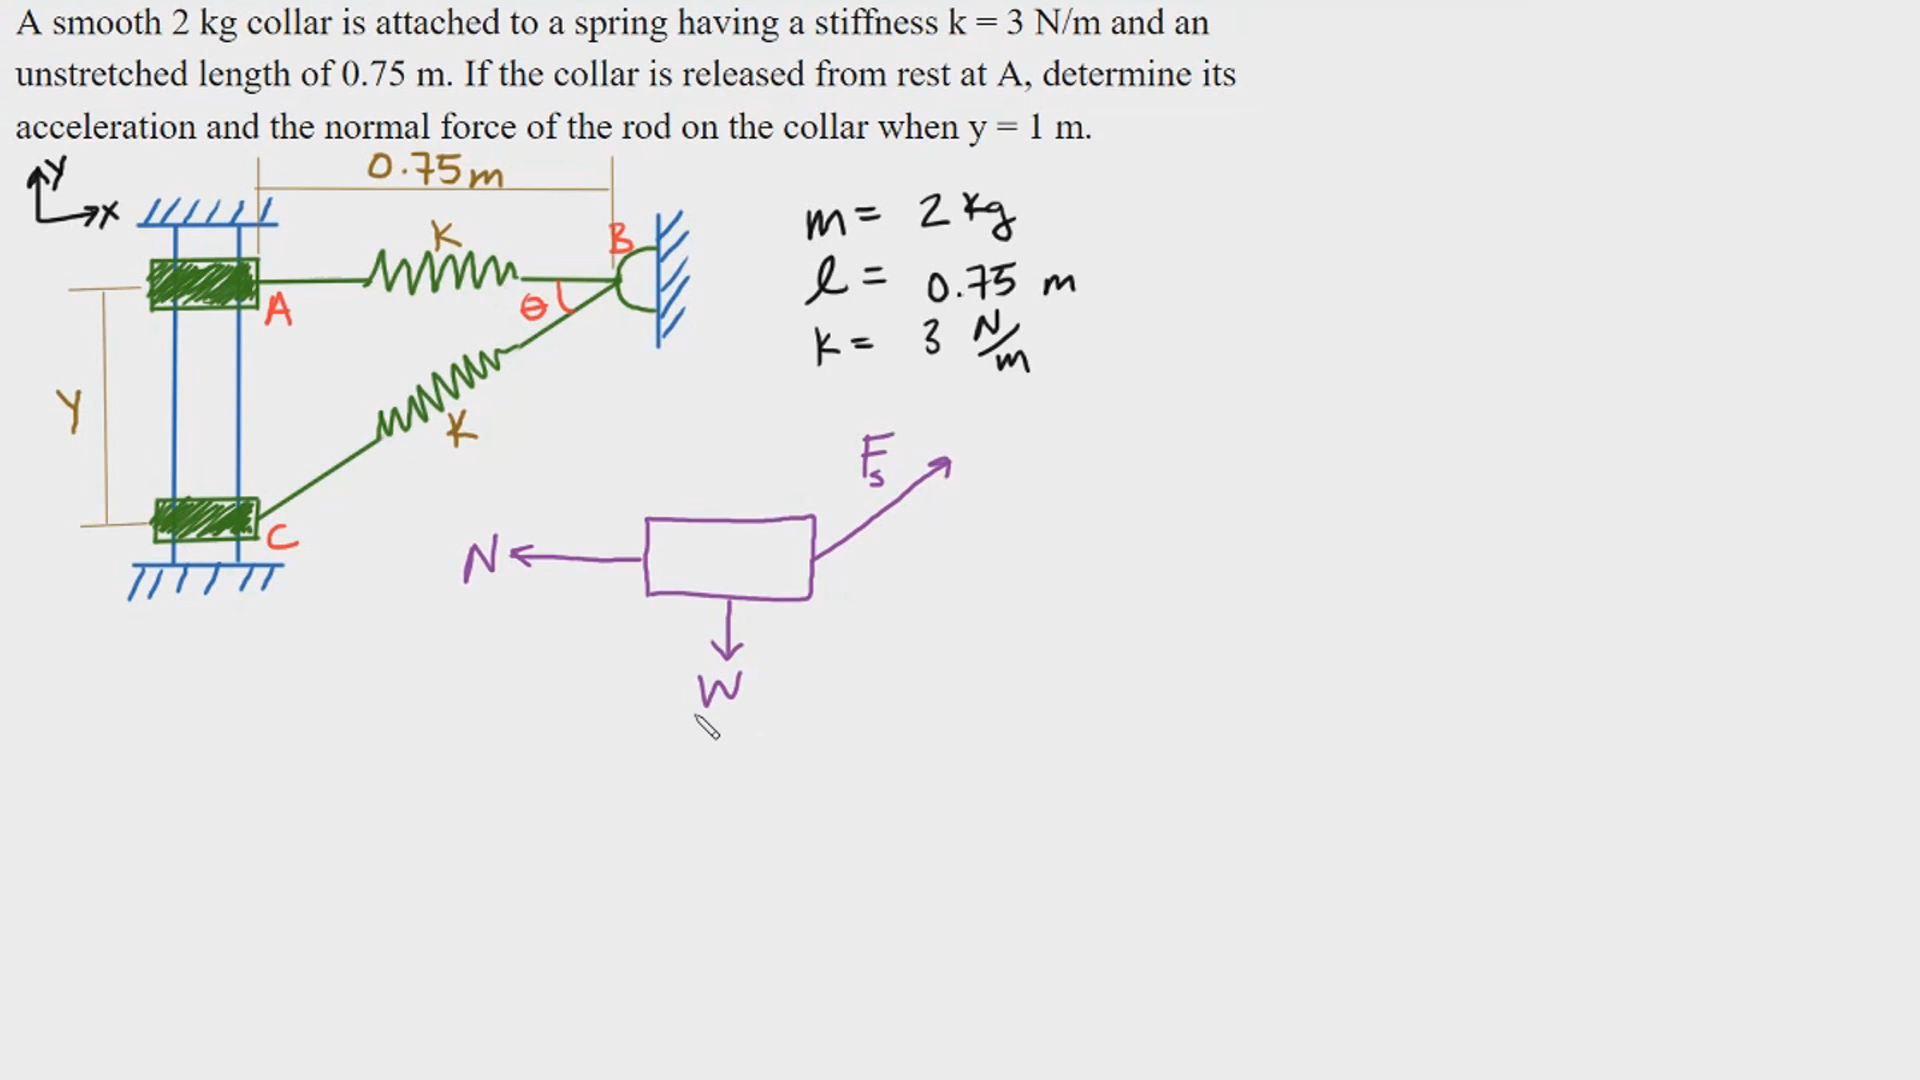 A smooth 2 kg collar is attached to a spring having a stiffness k = 3 N/m and an
unstretched length of 0.75 m. If the collar is released from rest at A, determine its
acceleration and the normal force of the rod on the collar when y = 1 m.
0.75m
Y
X
K
B
A
θ
Y
K
C
m = 2 kg
l = 0.75 m
k = 3 N/m
Fs
N
W